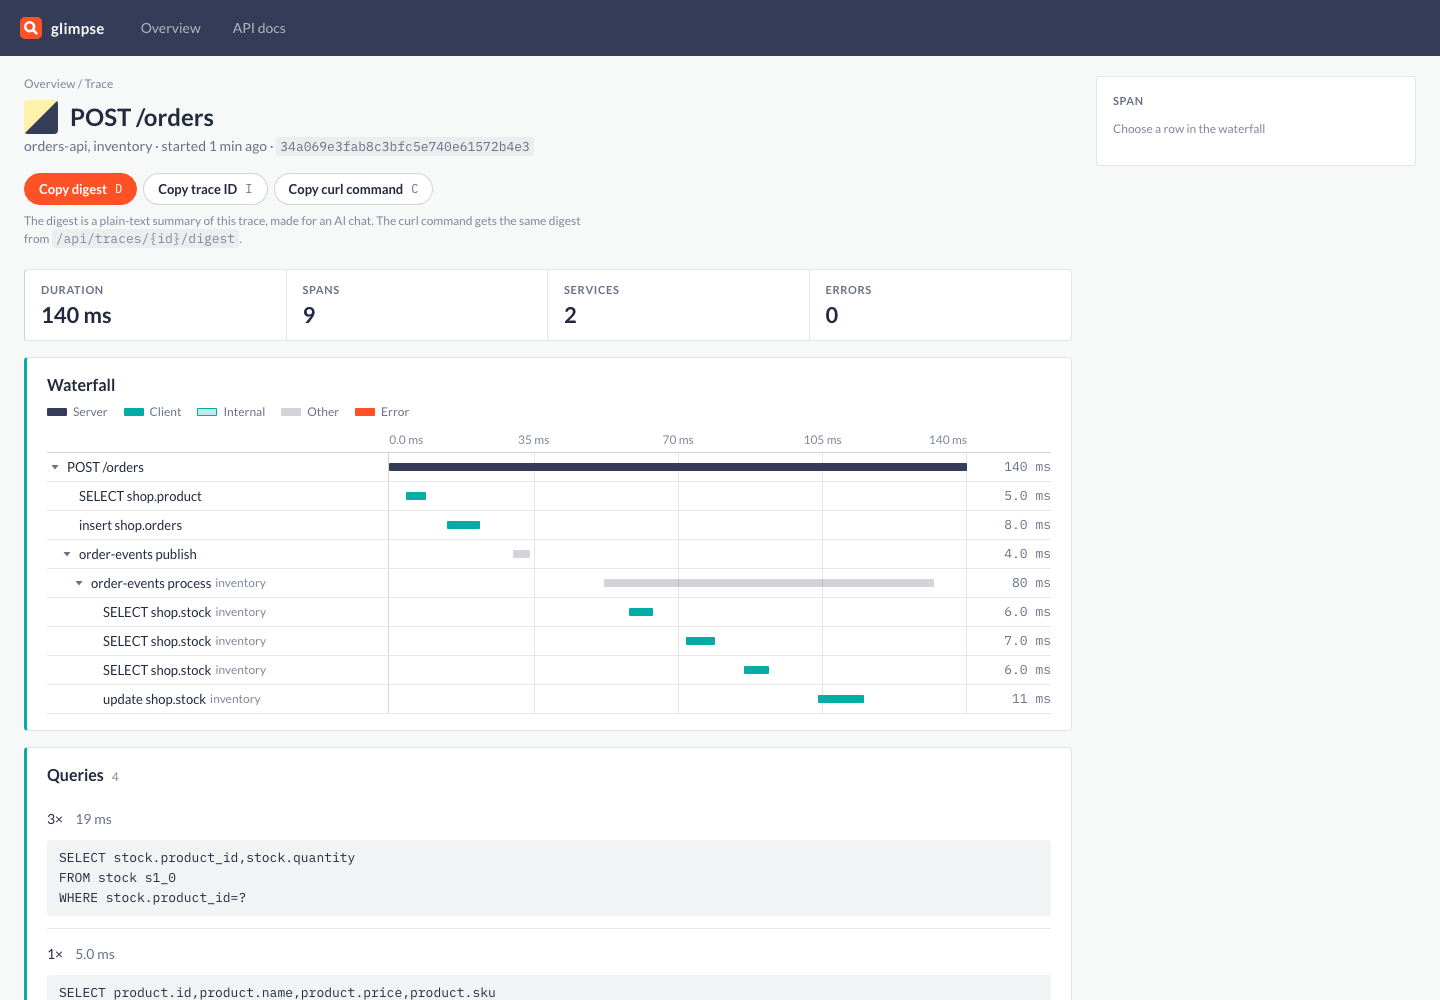 glimpse
Overview
API docs
Overview / Trace
POST /orders
orders-api, inventory · started 1 min ago · 34a069e3fab8c3bfc5e740e61572b4e3
Copy digest D
Copy trace ID I
Copy curl command C
The digest is a plain-text summary of this trace, made for an AI chat. The curl command gets the same digest
from /api/traces/{id}/digest.
SPAN
Choose a row in the waterfall
DURATION
140 ms
SPANS
9
SERVICES
2
ERRORS
0
Waterfall
Server Client Internal Other Error
0.0 ms 35 ms 70 ms 105 ms 140 ms
POST /orders 140 ms
SELECT shop.product 5.0 ms
insert shop.orders 8.0 ms
order-events publish 4.0 ms
order-events process inventory 80 ms
SELECT shop.stock inventory 6.0 ms
SELECT shop.stock inventory 7.0 ms
SELECT shop.stock inventory 6.0 ms
update shop.stock inventory 11 ms
Queries 4
3× 19 ms
SELECT stock.product_id,stock.quantity
FROM stock s1_0
WHERE stock.product_id=?
1× 5.0 ms
SELECT product.id,product.name,product.price,product.sku